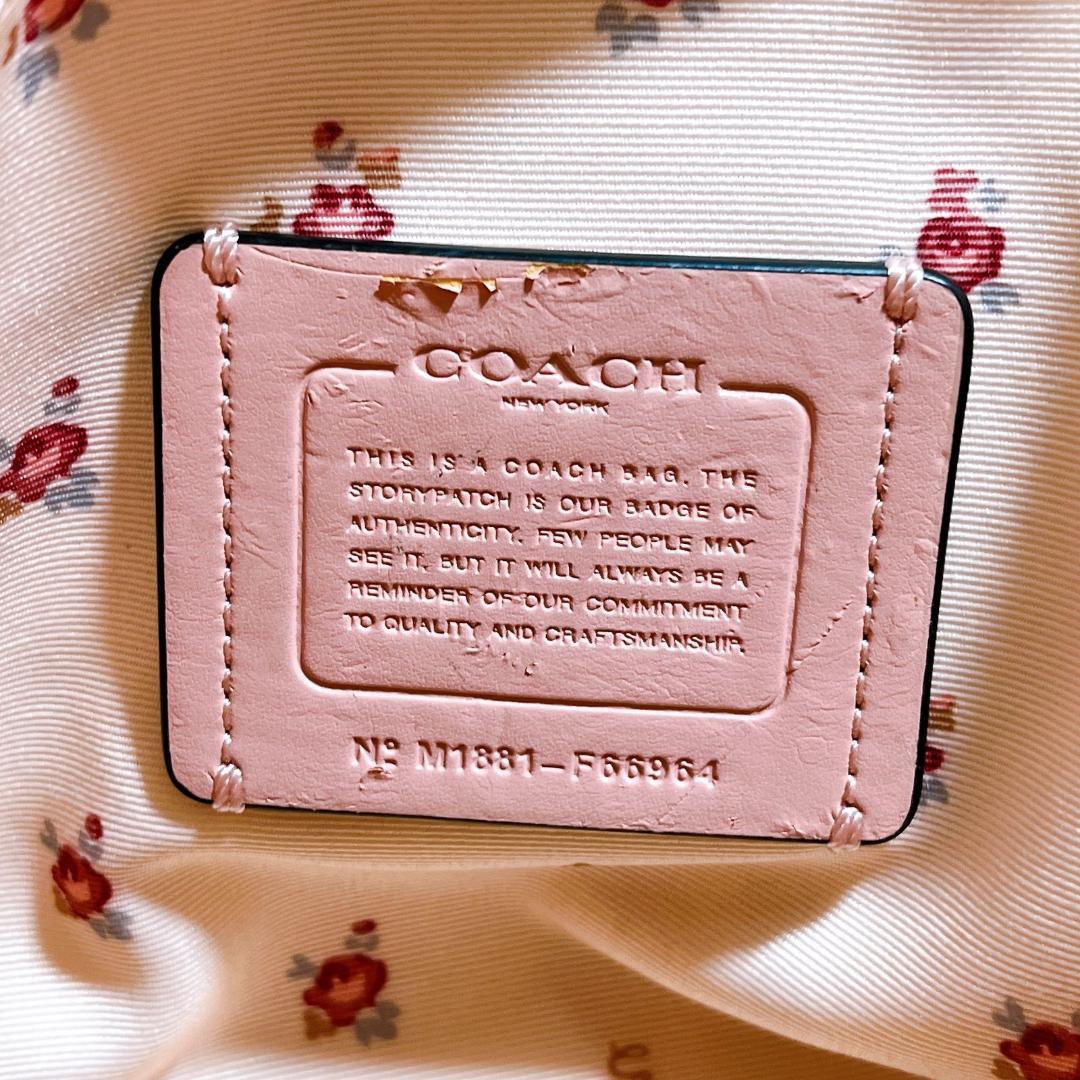 COACH
NEW YORK
THIS IS A COACH BAG. THE
STORYPATCH IS OUR BADGE OF
AUTHENTICITY. FEW PEOPLE MAY
SEE IT, BUT IT WILL ALWAYS BE A
REMINDER OF OUR COMMITMENT
TO QUALITY AND CRAFTSMANSHIP.
Nº M1881-F66964